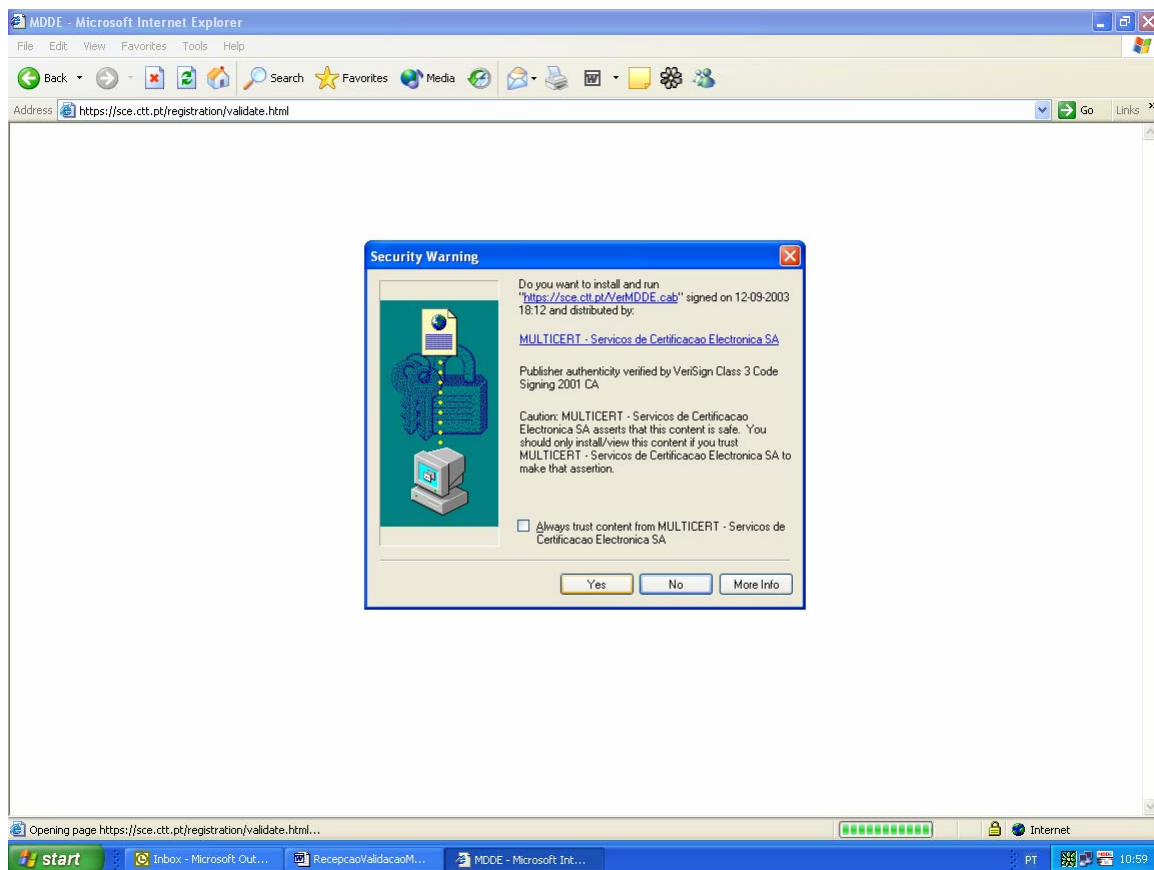 MDDE - Microsoft Internet Explorer
File Edit View Favorites Tools Help
Back Search Favorites Media
Address https://sce.ctt.pt/registration/validate.html Go Links »
Security Warning
Do you want to install and run
"https://sce.ctt.pt/VerMDDE.cab" signed on 12-09-2003
18:12 and distributed by:
MULTICERT - Servicos de Certificacao Electronica SA
Publisher authenticity verified by VeriSign Class 3 Code
Signing 2001 CA
Caution: MULTICERT - Servicos de Certificacao
Electronica SA asserts that this content is safe. You
should only install/view this content if you trust
MULTICERT - Servicos de Certificacao Electronica SA to
make that assertion.
Always trust content from MULTICERT - Servicos de
Certificacao Electronica SA
Yes No More Info
Opening page https://sce.ctt.pt/registration/validate.html... Internet
start Inbox - Microsoft Out... RecepcaoValidacaoM... MDDE - Microsoft Int... PT 10:59